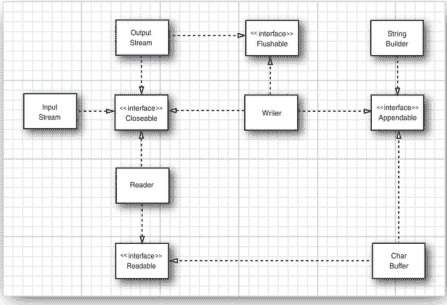 Output
Stream
<<interface>>
Flushable
String
Builder
Input
Stream
<<interface>>
Closeable
Writer
<<interface>>
Appendable
Reader
<<interface>>
Readable
Char
Buffer